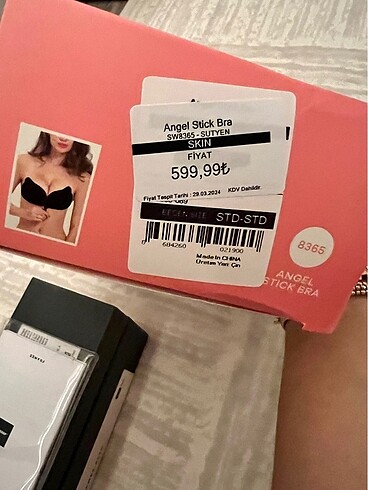 Angel Stick Bra
SW8365 - SUTYEN
SKIN
FİYAT
599,99₺
Fiyat Tespit Tarihi : 29.03.2024 KDV Dahildir.
STD-STD
684260 021900
Made In CHINA
Üretim Yeri Çin
8365
ANGEL
STICK BRA